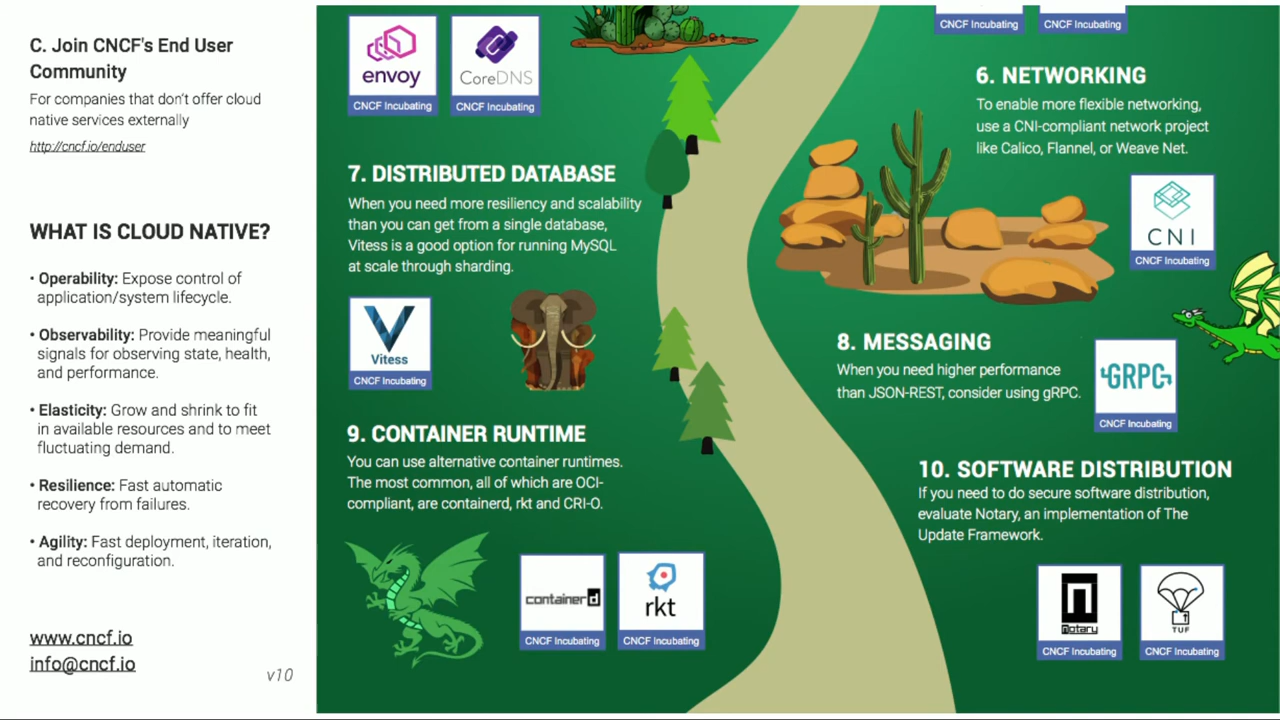 C. Join CNCF's End User
Community
For companies that don't offer cloud
native services externally
http://cncf.io/enduser
WHAT IS CLOUD NATIVE?
• Operability: Expose control of
application/system lifecycle.
• Observability: Provide meaningful
signals for observing state, health,
and performance.
• Elasticity: Grow and shrink to fit
in available resources and to meet
fluctuating demand.
• Resilience: Fast automatic
recovery from failures.
• Agility: Fast deployment, iteration,
and reconfiguration.
www.cncf.io
info@cncf.io
v10
envoy
CNCF Incubating
CoreDNS
CNCF Incubating
CNCF Incubating
CNCF Incubating
6. NETWORKING
To enable more flexible networking,
use a CNI-compliant network project
like Calico, Flannel, or Weave Net.
CNI
CNCF Incubating
7. DISTRIBUTED DATABASE
When you need more resiliency and scalability
than you can get from a single database,
Vitess is a good option for running MySQL
at scale through sharding.
Vitess
CNCF Incubating
8. MESSAGING
When you need higher performance
than JSON-REST, consider using gRPC.
GRPC
CNCF Incubating
9. CONTAINER RUNTIME
You can use alternative container runtimes.
The most common, all of which are OCI-
compliant, are containerd, rkt and CRI-O.
containerd
CNCF Incubating
rkt
CNCF Incubating
10. SOFTWARE DISTRIBUTION
If you need to do secure software distribution,
evaluate Notary, an implementation of The
Update Framework.
Notary
CNCF Incubating
TUF
CNCF Incubating